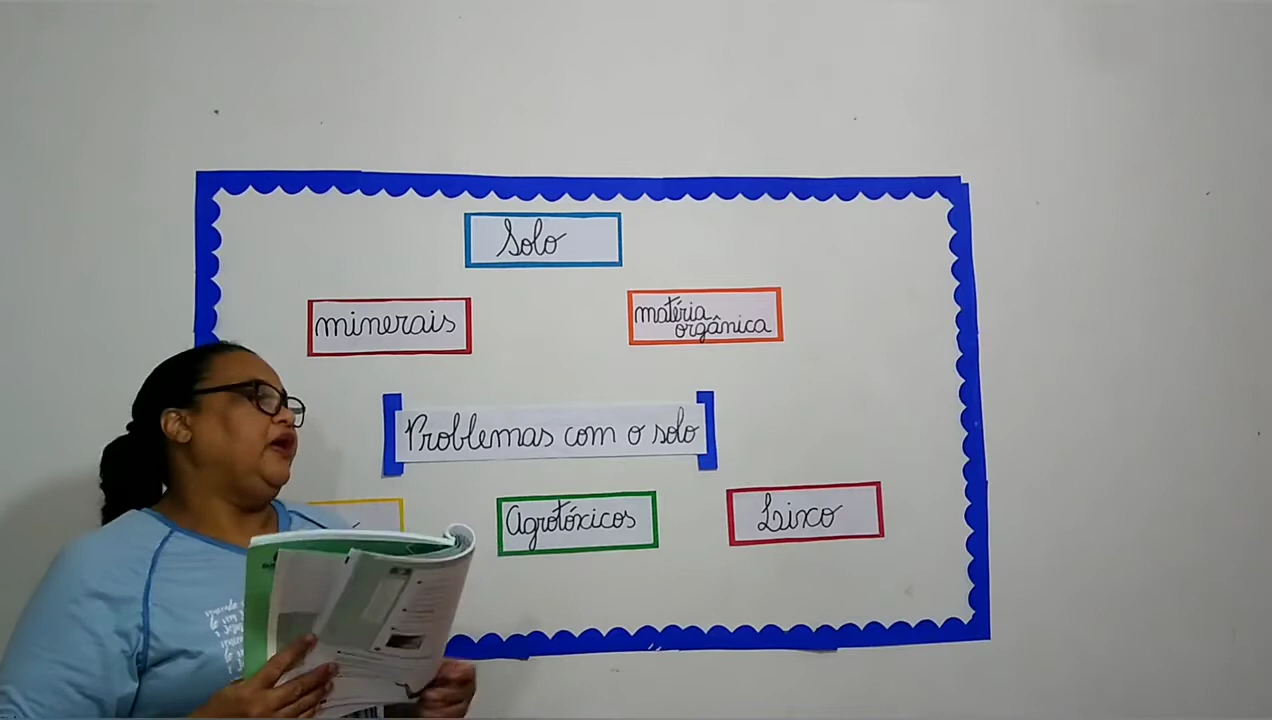 Solo
minerais
matéria
orgânica
Problemas com o solo
Agrotóxicos
Lixo